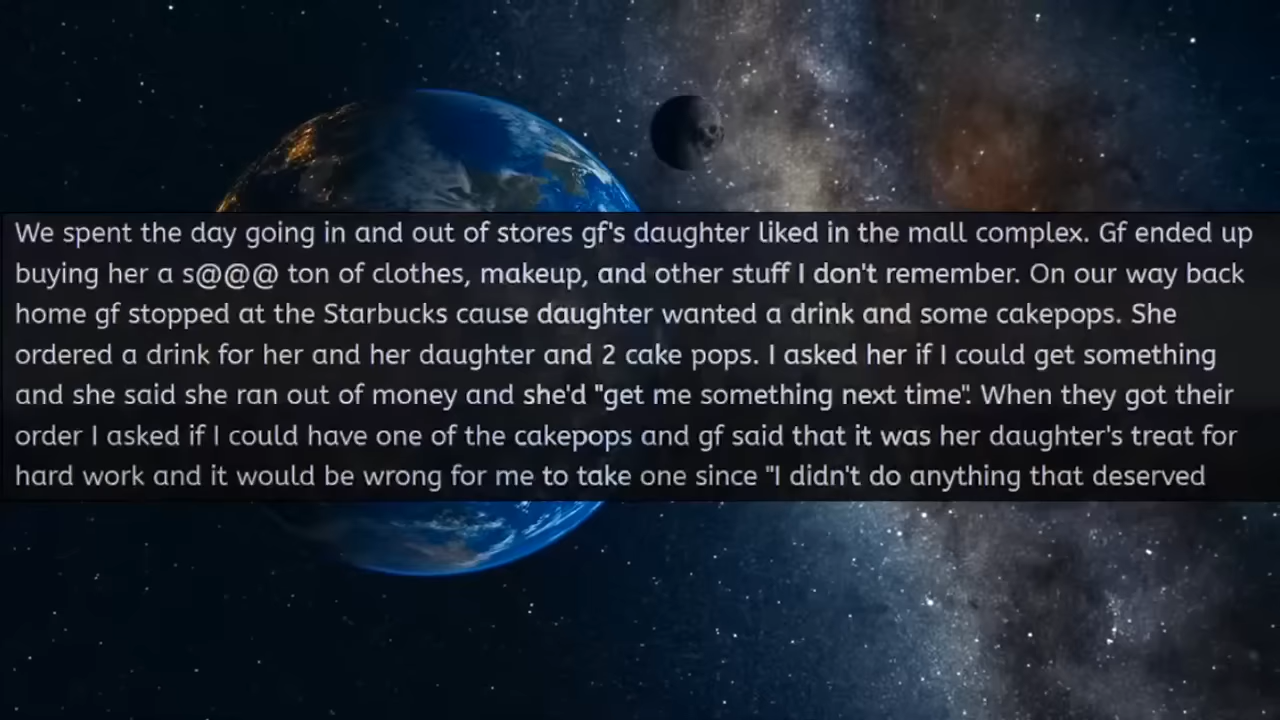 We spent the day going in and out of stores gf's daughter liked in the mall complex. Gf ended up
buying her a s@@@ ton of clothes, makeup, and other stuff I don't remember. On our way back
home gf stopped at the Starbucks cause daughter wanted a drink and some cakepops. She
ordered a drink for her and her daughter and 2 cake pops. I asked her if I could get something
and she said she ran out of money and she'd "get me something next time". When they got their
order I asked if I could have one of the cakepops and gf said that it was her daughter's treat for
hard work and it would be wrong for me to take one since "I didn't do anything that deserved